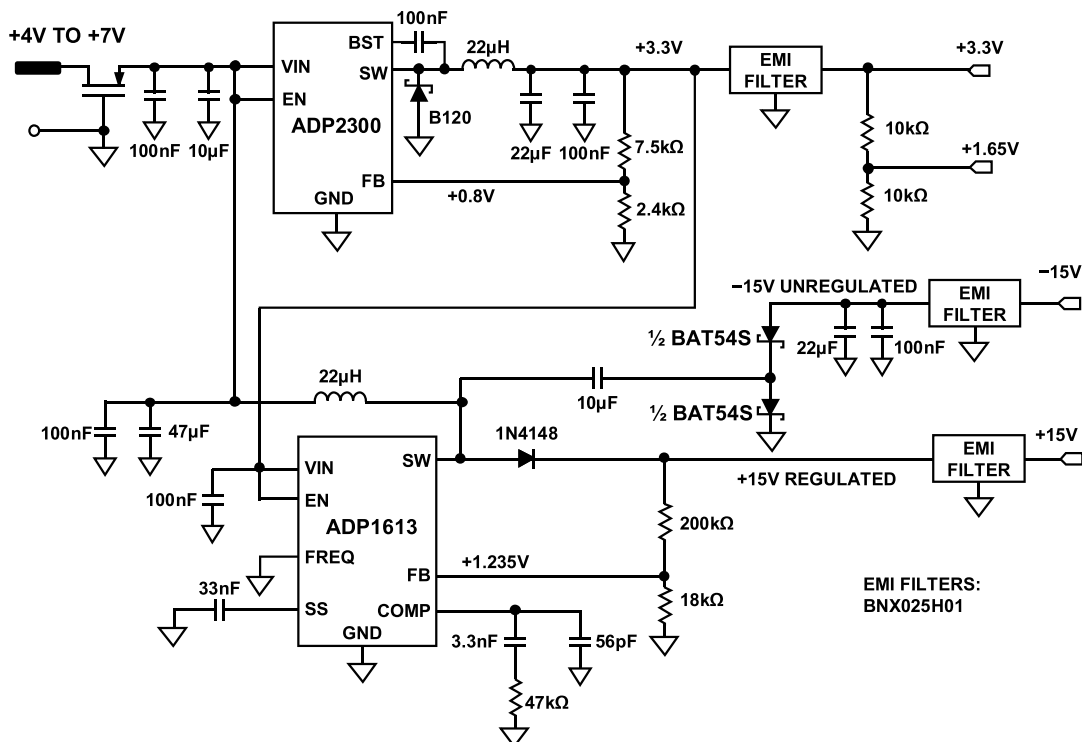 +4V TO +7V
100nF
10µF
VIN
EN
BST
SW
ADP2300
FB
GND
100nF
22µH
B120
22µF
100nF
+3.3V
7.5kΩ
+0.8V
2.4kΩ
EMI
FILTER
+3.3V
10kΩ
+1.65V
10kΩ
−15V UNREGULATED
EMI
FILTER
−15V
½ BAT54S
22µF
100nF
10µF
½ BAT54S
22µH
100nF
47µF
1N4148
+15V REGULATED
EMI
FILTER
+15V
100nF
VIN
EN
SW
ADP1613
FREQ
FB
SS
COMP
GND
33nF
+1.235V
200kΩ
18kΩ
3.3nF
56pF
47kΩ
EMI FILTERS:
BNX025H01